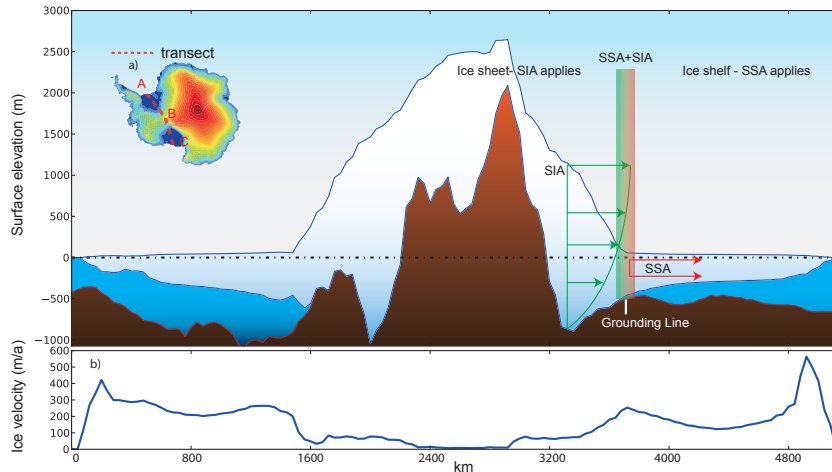 3000
2500
2000
1500
1000
500
0
−500
−1000
Surface elevation (m)
transect
a)
A
B
C
Ice sheet- SIA applies
SSA+SIA
Ice shelf - SSA applies
SIA
SSA
Grounding Line
600
500
400
300
200
100
0
Ice velocity (m/a)
b)
0
800
1600
2400
3200
4000
4800
km